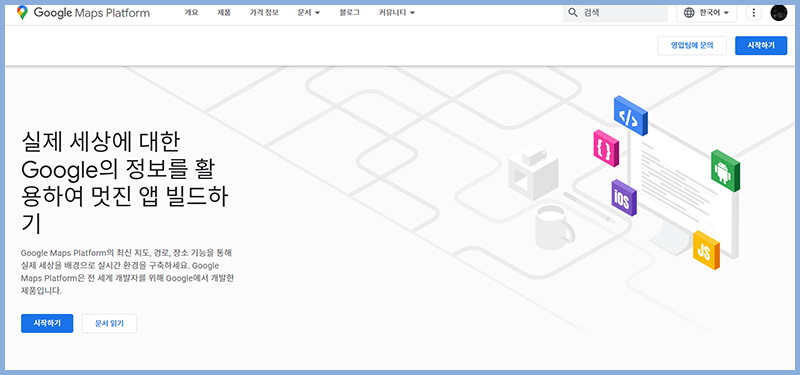 Google Maps Platform 개요 제품 가격 정보 문서 블로그 커뮤니티 검색 한국어
영업팀에 문의 시작하기
실제 세상에 대한
Google의 정보를 활
용하여 멋진 앱 빌드하
기
Google Maps Platform의 최신 지도, 경로, 장소 기능을 통해
실제 세상을 배경으로 실시간 환경을 구축하세요. Google
Maps Platform은 전 세계 개발자를 위해 Google에서 개발한
제품입니다.
시작하기 문서 읽기
</>
{ }
iOS
JS